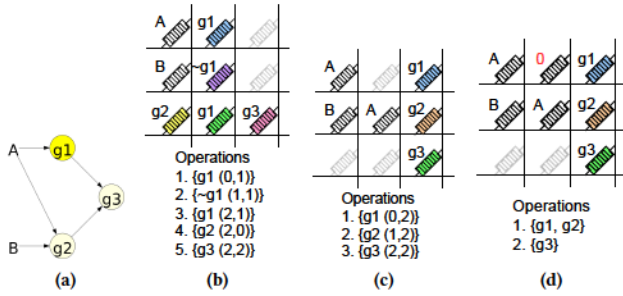 A
B
g1
g2
g3
(a)
A g1
B ~g1
g2 g1 g3
Operations
1. {g1 (0,1)}
2. {~g1 (1,1)}
3. {g1 (2,1)}
4. {g2 (2,0)}
5. {g3 (2,2)}
(b)
A g1
B A g2
g3
Operations
1. {g1 (0,2)}
2. {g2 (1,2)}
3. {g3 (2,2)}
(c)
A 0 g1
B A g2
g3
Operations
1. {g1, g2}
2. {g3}
(d)